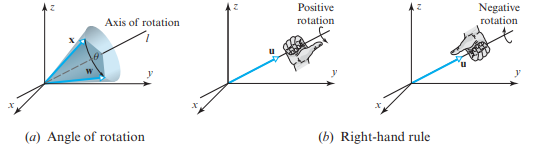 z
Axis of rotation
l
x
θ
w
y
x
(a) Angle of rotation
z
Positive
rotation
u
y
x
z
Negative
rotation
u
y
x
(b) Right-hand rule